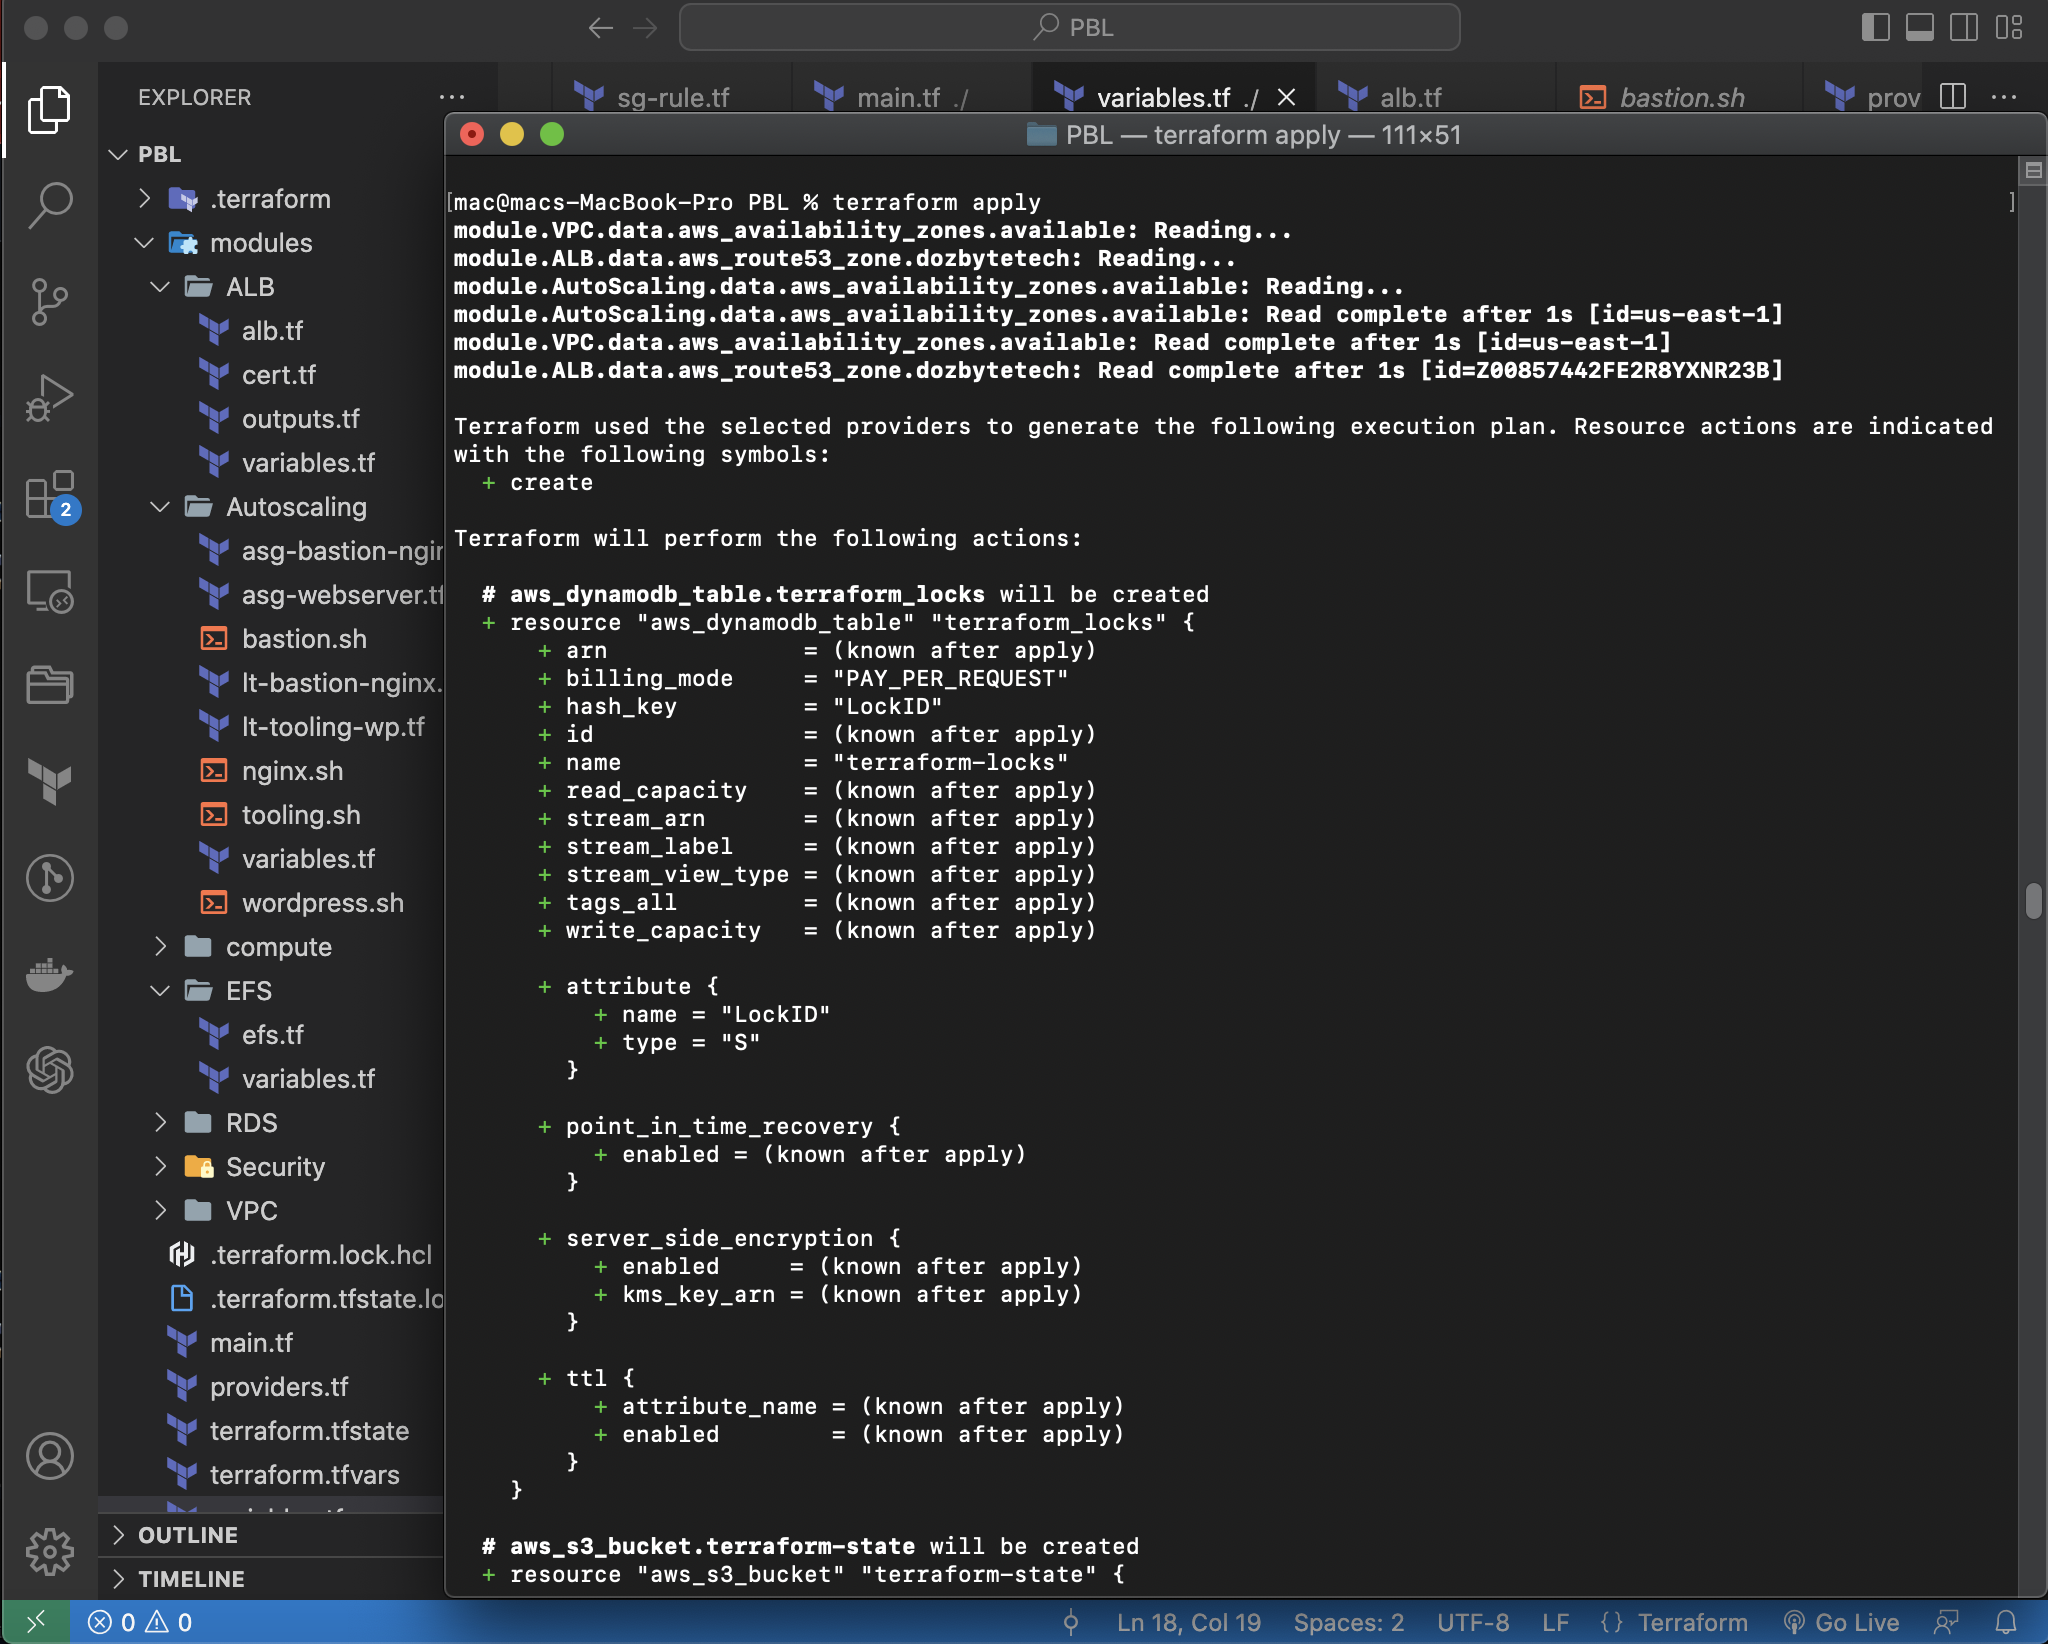 PBL
EXPLORER
sg-rule.tf
main.tf ./
variables.tf ./
alb.tf
bastion.sh
prov
PBL
.terraform
modules
ALB
alb.tf
cert.tf
outputs.tf
variables.tf
Autoscaling
asg-bastion-ngin
asg-webserver.tf
bastion.sh
lt-bastion-nginx.
lt-tooling-wp.tf
nginx.sh
tooling.sh
variables.tf
wordpress.sh
compute
EFS
efs.tf
variables.tf
RDS
Security
VPC
.terraform.lock.hcl
.terraform.tfstate.lo
main.tf
providers.tf
terraform.tfstate
terraform.tfvars
OUTLINE
TIMELINE
2
PBL — terraform apply — 111×51
[mac@macs-MacBook-Pro PBL % terraform apply ]
module.VPC.data.aws_availability_zones.available: Reading...
module.ALB.data.aws_route53_zone.dozbytetech: Reading...
module.AutoScaling.data.aws_availability_zones.available: Reading...
module.AutoScaling.data.aws_availability_zones.available: Read complete after 1s [id=us-east-1]
module.VPC.data.aws_availability_zones.available: Read complete after 1s [id=us-east-1]
module.ALB.data.aws_route53_zone.dozbytetech: Read complete after 1s [id=Z00857442FE2R8YXNR23B]
Terraform used the selected providers to generate the following execution plan. Resource actions are indicated
with the following symbols:
+ create
Terraform will perform the following actions:
# aws_dynamodb_table.terraform_locks will be created
+ resource "aws_dynamodb_table" "terraform_locks" {
+ arn = (known after apply)
+ billing_mode = "PAY_PER_REQUEST"
+ hash_key = "LockID"
+ id = (known after apply)
+ name = "terraform-locks"
+ read_capacity = (known after apply)
+ stream_arn = (known after apply)
+ stream_label = (known after apply)
+ stream_view_type = (known after apply)
+ tags_all = (known after apply)
+ write_capacity = (known after apply)
+ attribute {
+ name = "LockID"
+ type = "S"
}
+ point_in_time_recovery {
+ enabled = (known after apply)
}
+ server_side_encryption {
+ enabled = (known after apply)
+ kms_key_arn = (known after apply)
}
+ ttl {
+ attribute_name = (known after apply)
+ enabled = (known after apply)
}
}
# aws_s3_bucket.terraform-state will be created
+ resource "aws_s3_bucket" "terraform-state" {
0 0
Ln 18, Col 19
Spaces: 2
UTF-8
LF
{} Terraform
Go Live